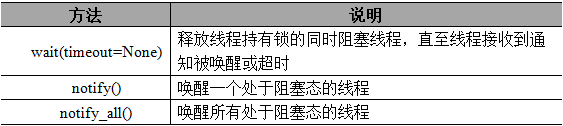 方法 说明
wait(timeout=None) 释放线程持有锁的同时阻塞线程，直至线程接收到通
知被唤醒或超时
notify() 唤醒一个处于阻塞态的线程
notify_all() 唤醒所有处于阻塞态的线程